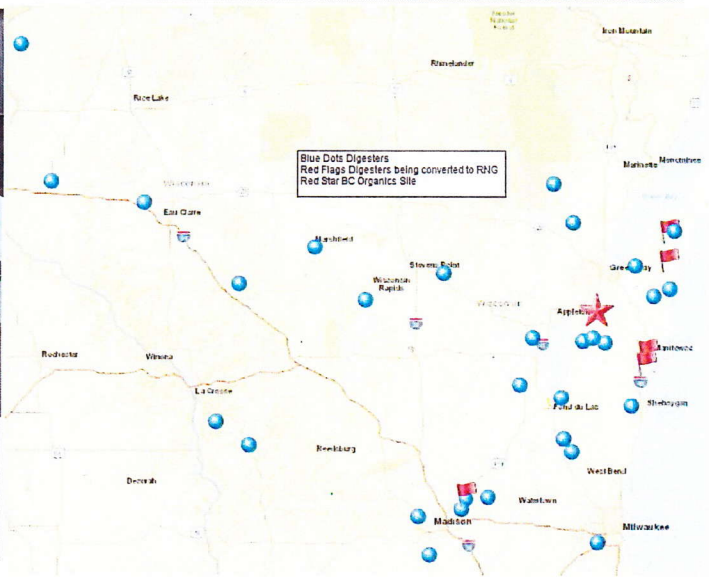 Iron Mountain
Rhinelander
Rice Lake
Blue Dots Digesters
Red Flags Digesters being converted to RNG
Red Star BC Organics Site
Marinette
Menominee
Eau Claire
Marshfield
Stevens Point
Wisconsin
Rapids
Green Bay
Appleton
Manitowoc
Rochester
Winona
La Crosse
Fond du Lac
Sheboygan
Reedsburg
West Bend
Decorah
Watertown
Madison
Milwaukee